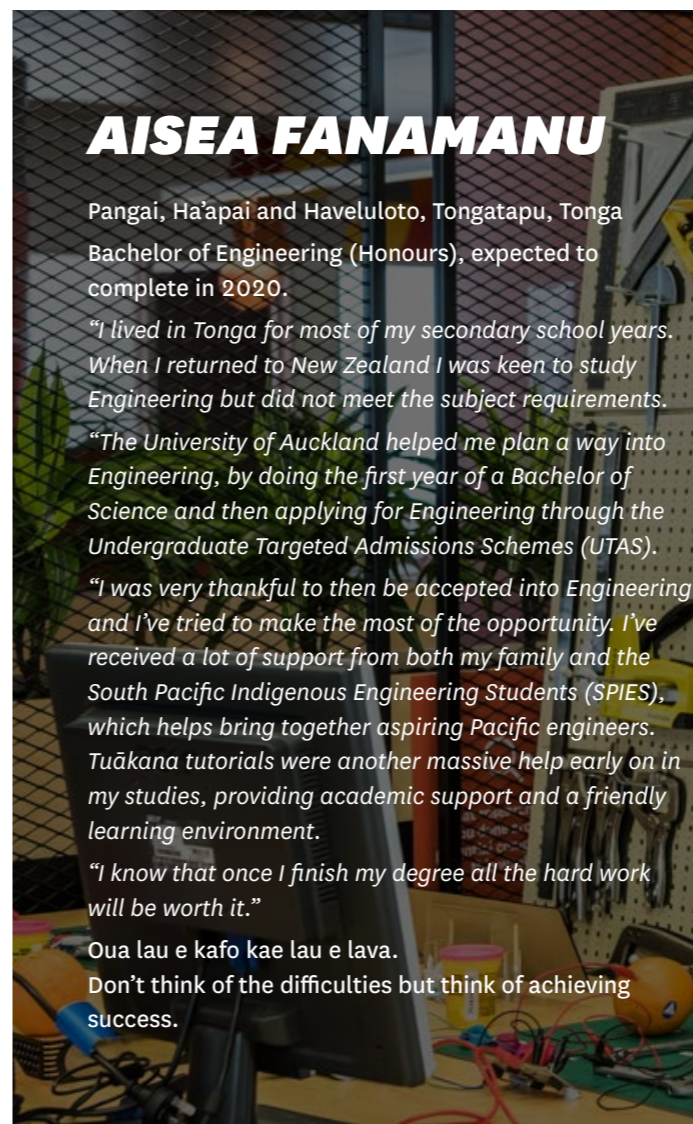 AISEA FANAMANU
Pangai, Ha’apai and Haveluloto, Tongatapu, Tonga
Bachelor of Engineering (Honours), expected to
complete in 2020.
“I lived in Tonga for most of my secondary school years.
When I returned to New Zealand I was keen to study
Engineering but did not meet the subject requirements.
“The University of Auckland helped me plan a way into
Engineering, by doing the first year of a Bachelor of
Science and then applying for Engineering through the
Undergraduate Targeted Admissions Schemes (UTAS).
“I was very thankful to then be accepted into Engineering
and I’ve tried to make the most of the opportunity. I’ve
received a lot of support from both my family and the
South Pacific Indigenous Engineering Students (SPIES),
which helps bring together aspiring Pacific engineers.
Tuākana tutorials were another massive help early on in
my studies, providing academic support and a friendly
learning environment.
“I know that once I finish my degree all the hard work
will be worth it.”
Oua lau e kafo kae lau e lava.
Don’t think of the difficulties but think of achieving
success.